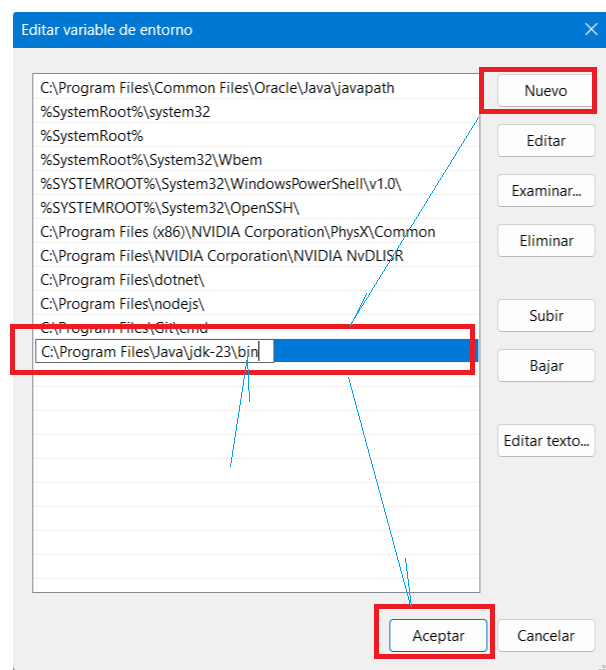 Editar variable de entorno
C:\Program Files\Common Files\Oracle\Java\javapath
Nuevo
%SystemRoot%\system32
%SystemRoot%
Editar
%SystemRoot%\System32\Wbem
%SYSTEMROOT%\System32\WindowsPowerShell\v1.0\
Examinar...
%SYSTEMROOT%\System32\OpenSSH\
C:\Program Files (x86)\NVIDIA Corporation\PhysX\Common
Eliminar
C:\Program Files\NVIDIA Corporation\NVIDIA NvDLISR
C:\Program Files\dotnet\
C:\Program Files\nodejs\
Subir
C:\Program Files\Git\cmd
C:\Program Files\Java\jdk-23\bin
Bajar
Editar texto...
Aceptar
Cancelar